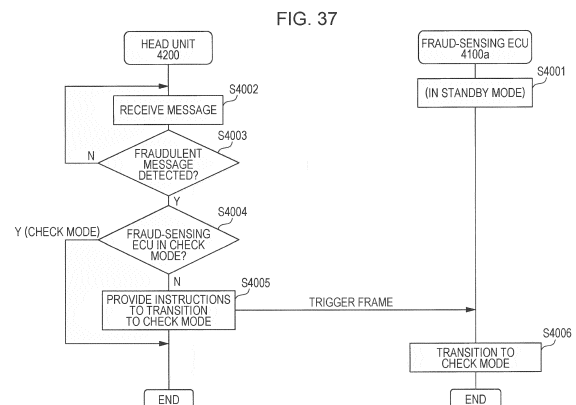 FIG. 37
HEAD UNIT
4200
S4002
RECEIVE MESSAGE
S4003
N
FRAUDULENT
MESSAGE
DETECTED?
Y
S4004
Y (CHECK MODE)
FRAUD-SENSING
ECU IN CHECK
MODE?
N
S4005
PROVIDE INSTRUCTIONS
TO TRANSITION
TO CHECK MODE
TRIGGER FRAME
END
FRAUD-SENSING ECU
4100a
S4001
(IN STANDBY MODE)
S4006
TRANSITION TO
CHECK MODE
END